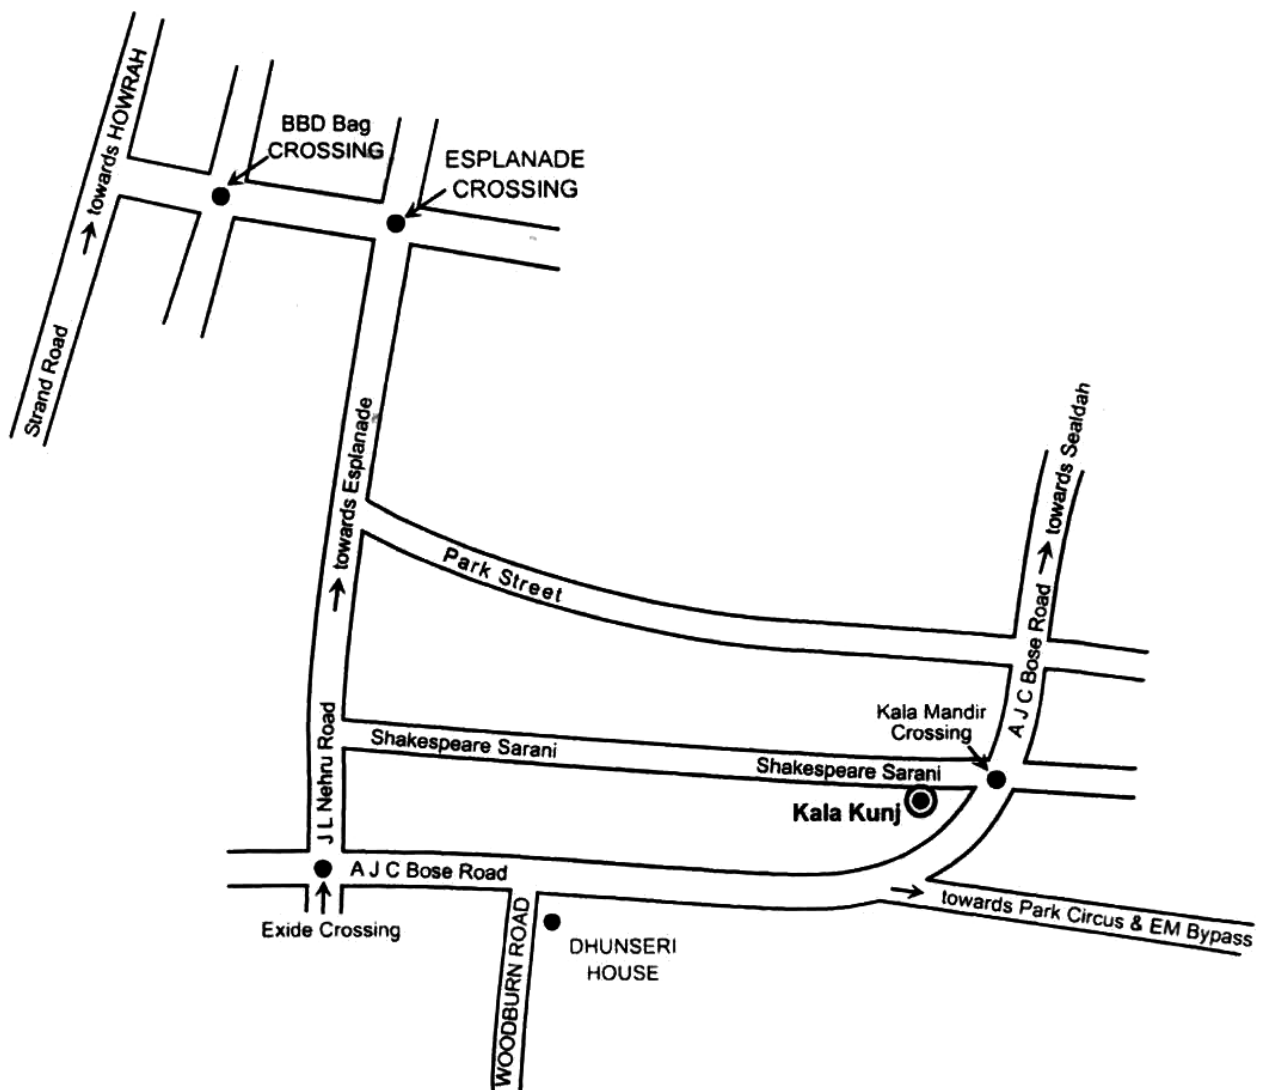 towards HOWRAH
Strand Road
BBD Bag
CROSSING
ESPLANADE
CROSSING
towards Esplanade
towards Sealdah
Park Street
A J C Bose Road
Kala Mandir
Crossing
J L Nehru Road
Shakespeare Sarani
Shakespeare Sarani
Kala Kunj
A J C Bose Road
Exide Crossing
towards Park Circus & EM Bypass
WOODBURN ROAD
DHUNSERI
HOUSE